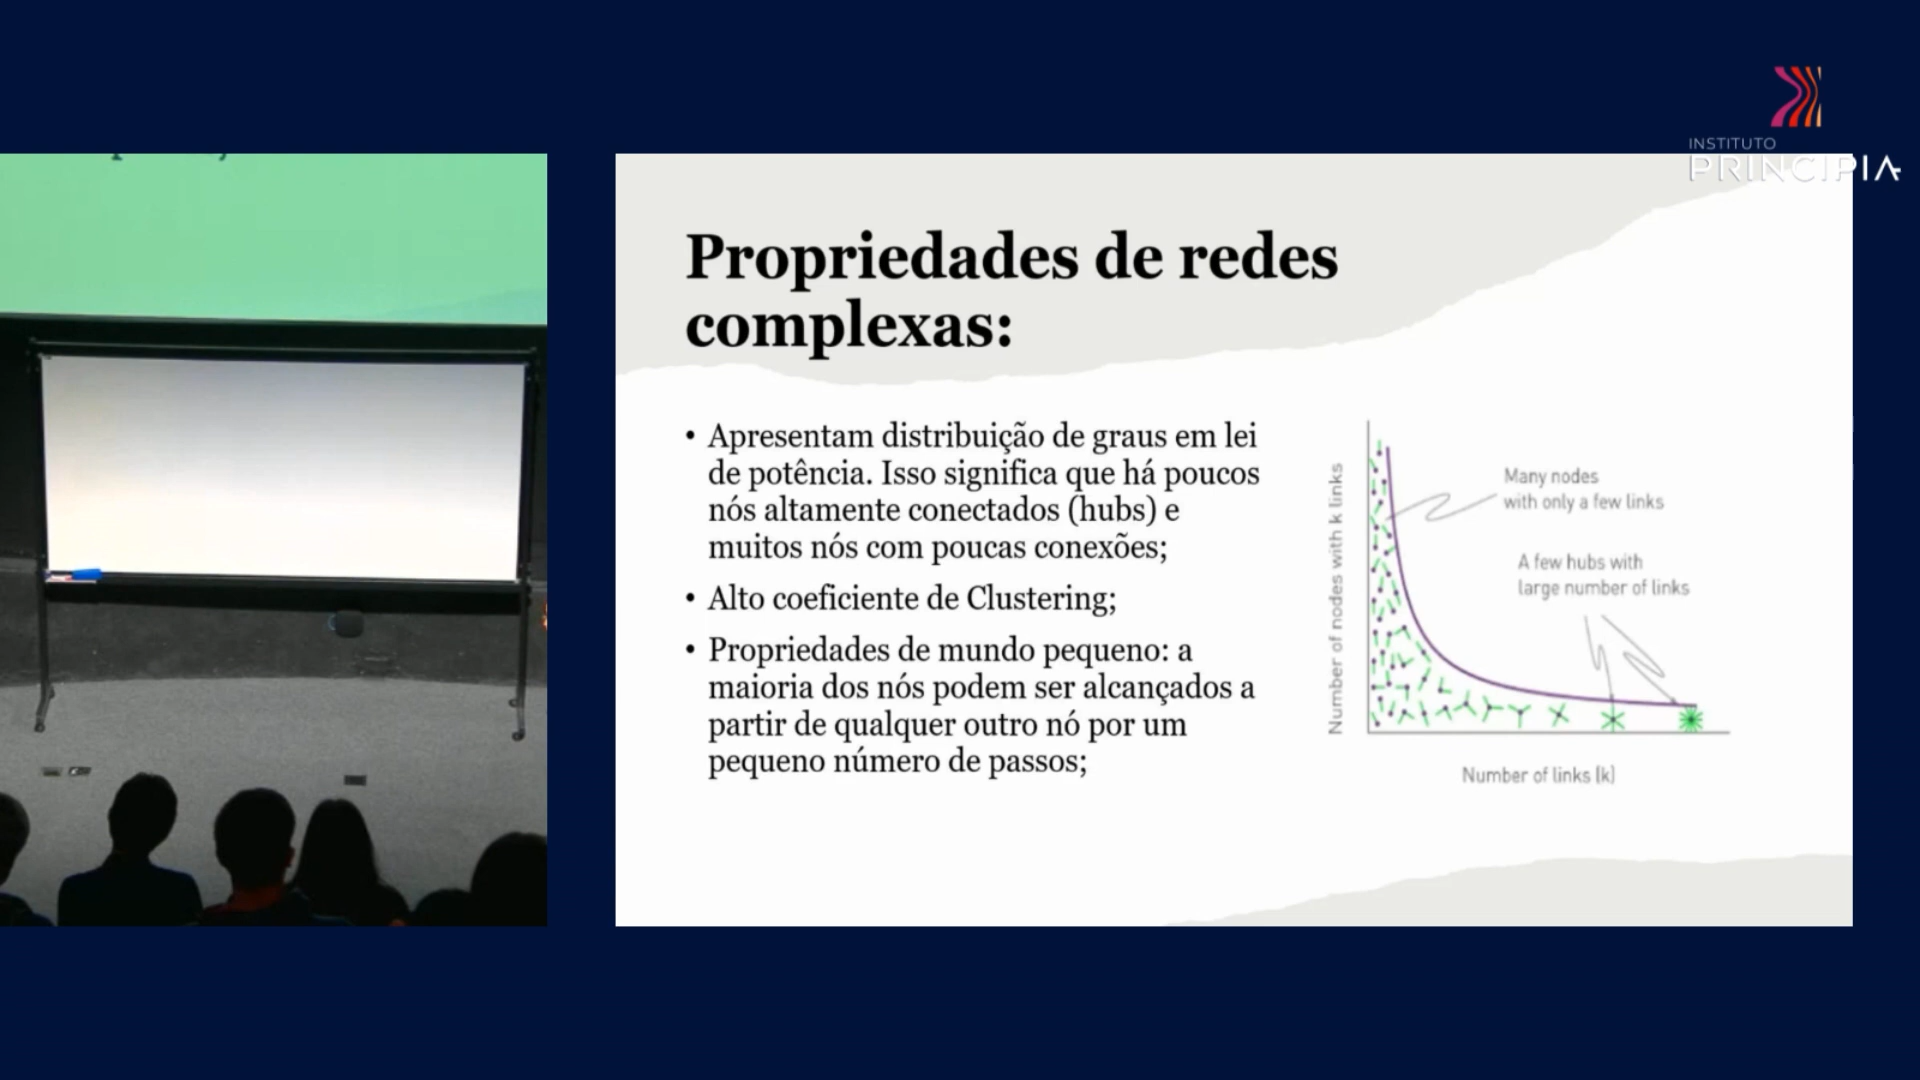 INSTITUTO
PRINCIPIA
Propriedades de redes
complexas:
• Apresentam distribuição de graus em lei
de potência. Isso significa que há poucos
nós altamente conectados (hubs) e
muitos nós com poucas conexões;
• Alto coeficiente de Clustering;
• Propriedades de mundo pequeno: a
maioria dos nós podem ser alcançados a
partir de qualquer outro nó por um
pequeno número de passos;
Number of nodes with k links
Many nodes
with only a few links
A few hubs with
large number of links
Number of links (k)